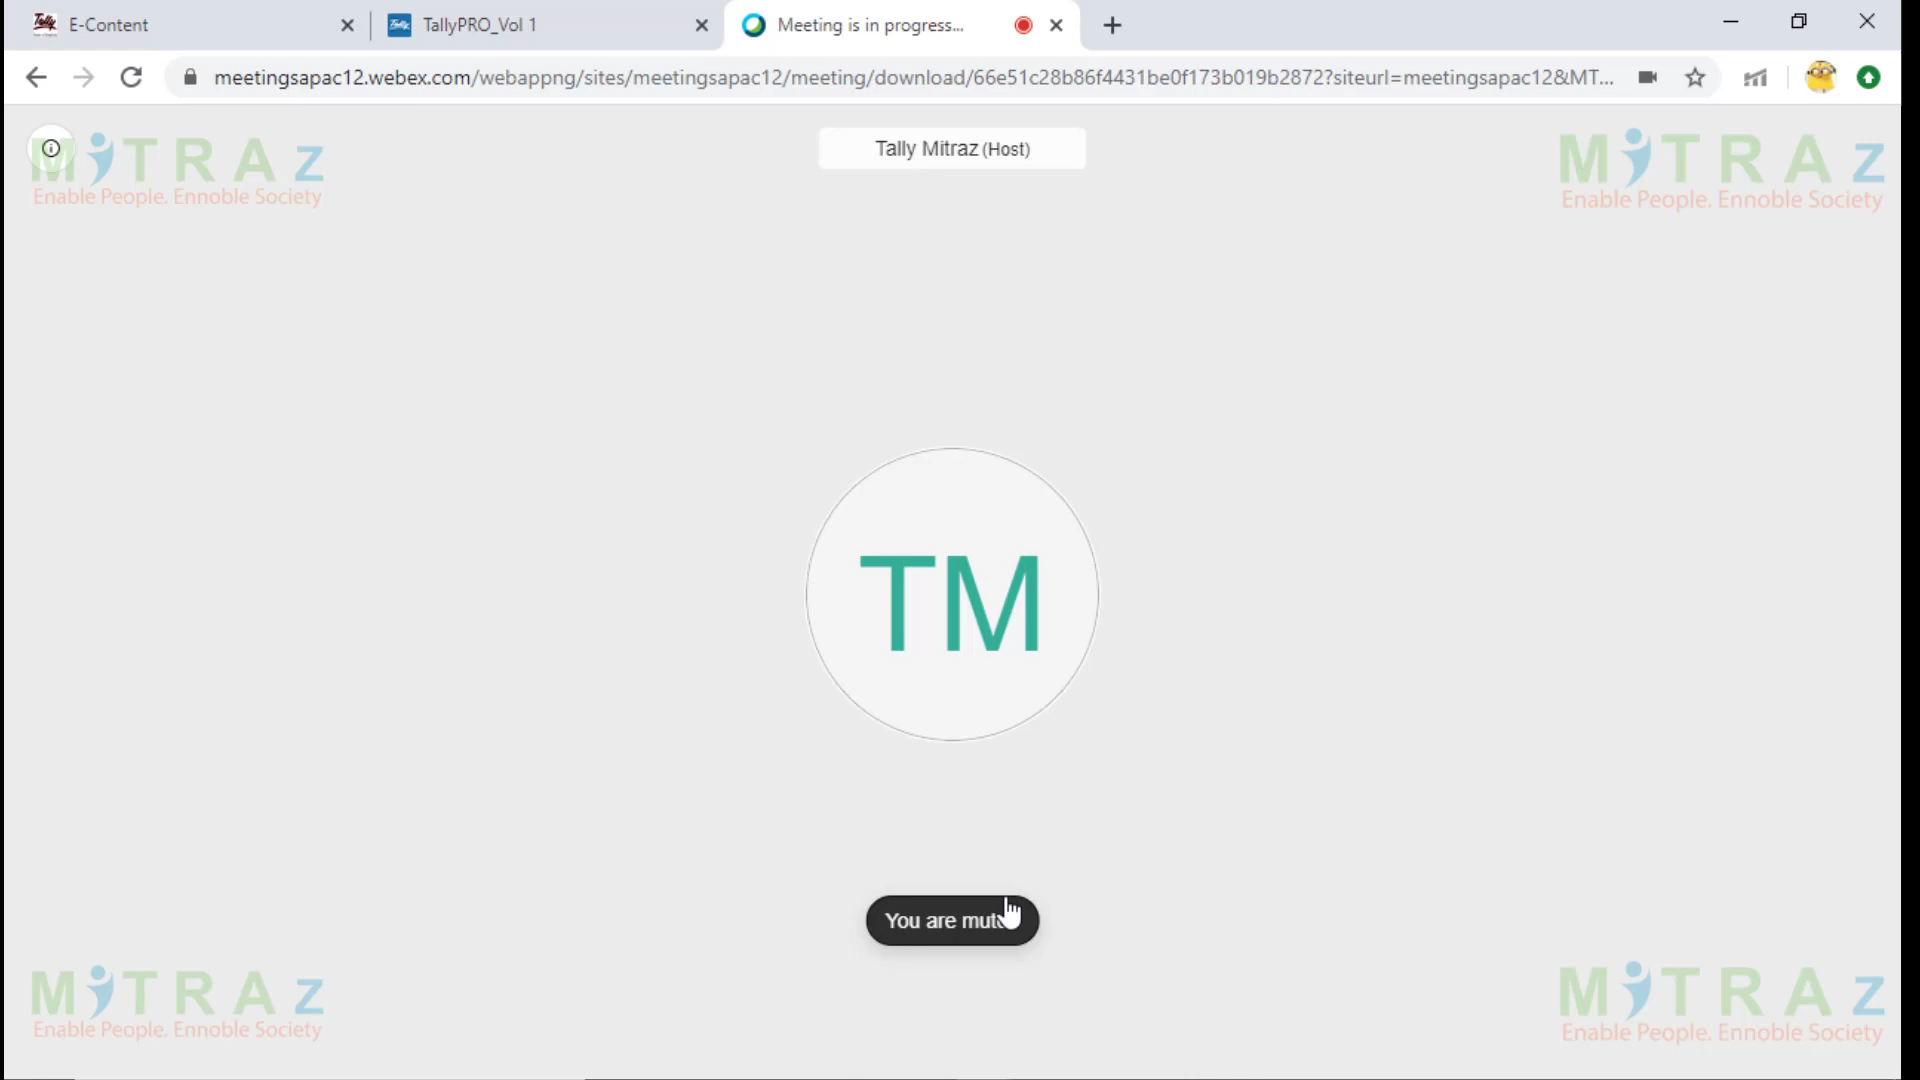 E-Content
TallyPRO_Vol 1
Meeting is in progress...
meetingsapac12.webex.com/webappng/sites/meetingsapac12/meeting/download/66e51c28b86f4431be0f173b019b2872?siteurl=meetingsapac12&MT...
MiTRAz
Enable People. Ennoble Society
Tally Mitraz (Host)
MiTRAz
Enable People. Ennoble Society
TM
You are
MiTRAz
Enable People. Ennoble Society
MiTRAz
Enable People. Ennoble Society